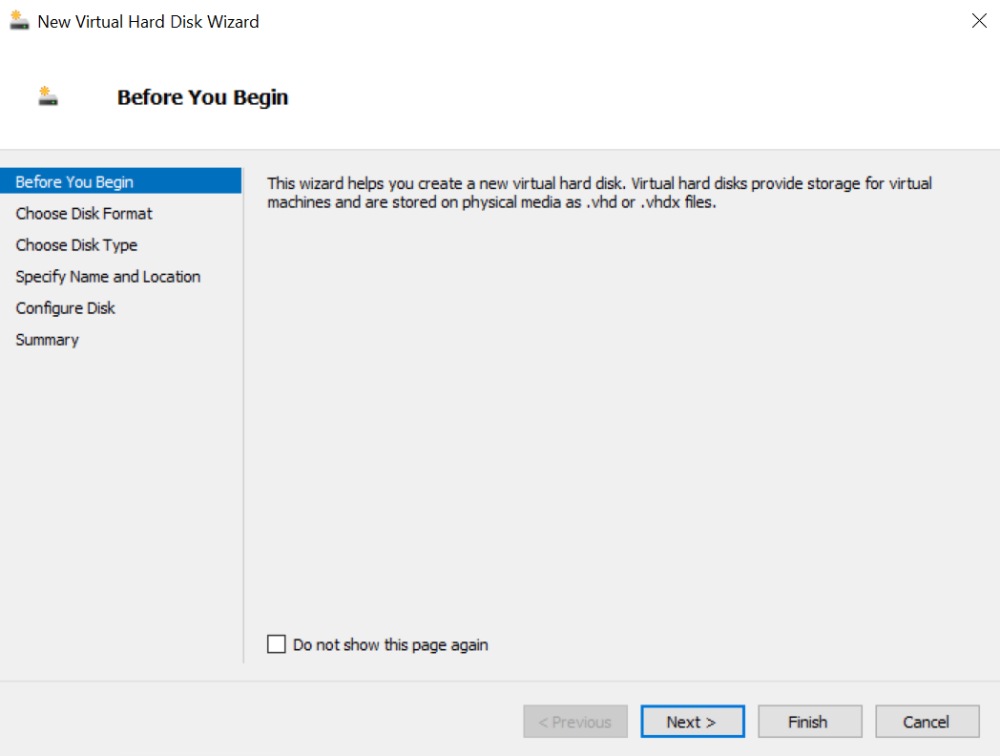 New Virtual Hard Disk Wizard
Before You Begin
Before You Begin
Choose Disk Format
Choose Disk Type
Specify Name and Location
Configure Disk
Summary
This wizard helps you create a new virtual hard disk. Virtual hard disks provide storage for virtual
machines and are stored on physical media as .vhd or .vhdx files.
Do not show this page again
< Previous
Next >
Finish
Cancel